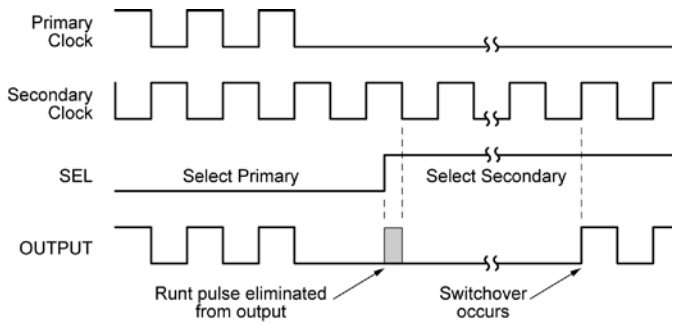 Primary
Clock
Secondary
Clock
SEL
Select Primary
Select Secondary
OUTPUT
Runt pulse eliminated
from output
Switchover
occurs